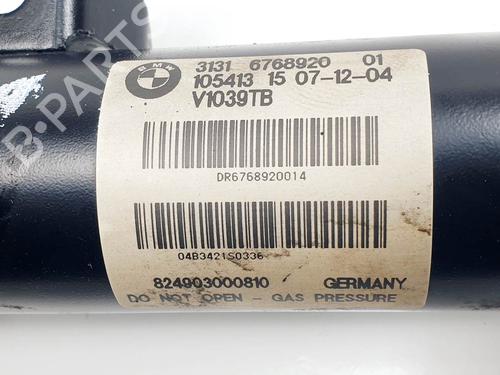 BMW
3131 6768920 01
105413 15 07-12-04
V1039TB
DR6768920014
04B3421S0336
824903000810 GERMANY
DO NOT OPEN - GAS PRESSURE
B-PARTS